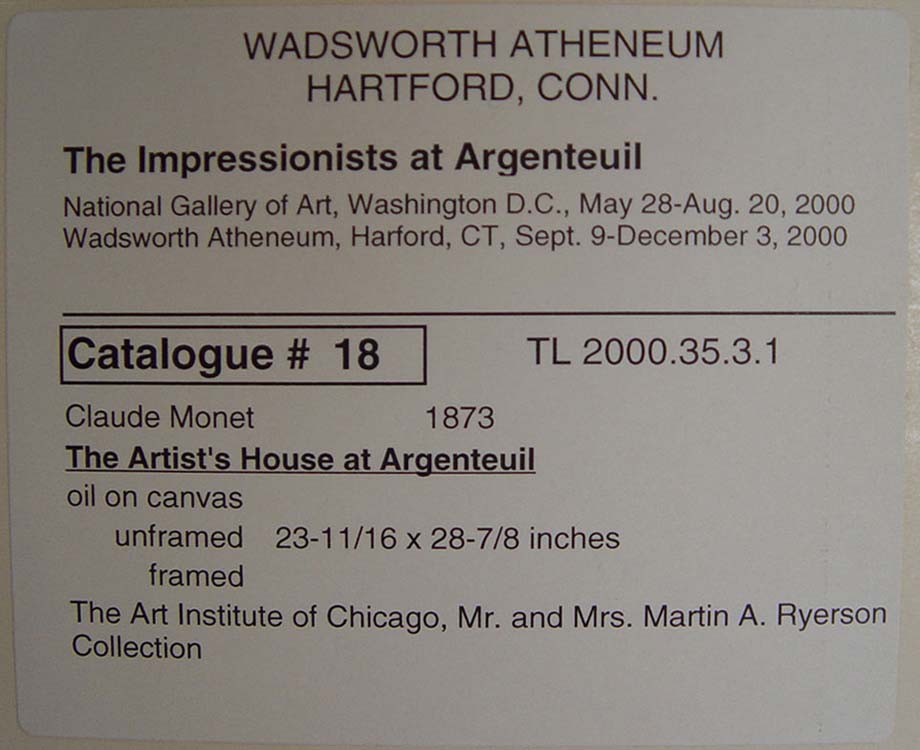 WADSWORTH ATHENEUM
HARTFORD, CONN.
The Impressionists at Argenteuil
National Gallery of Art, Washington D.C., May 28-Aug. 20, 2000
Wadsworth Atheneum, Harford, CT, Sept. 9-December 3, 2000
Catalogue # 18 TL 2000.35.3.1
Claude Monet 1873
The Artist's House at Argenteuil
oil on canvas
unframed 23-11/16 x 28-7/8 inches
framed
The Art Institute of Chicago, Mr. and Mrs. Martin A. Ryerson
Collection